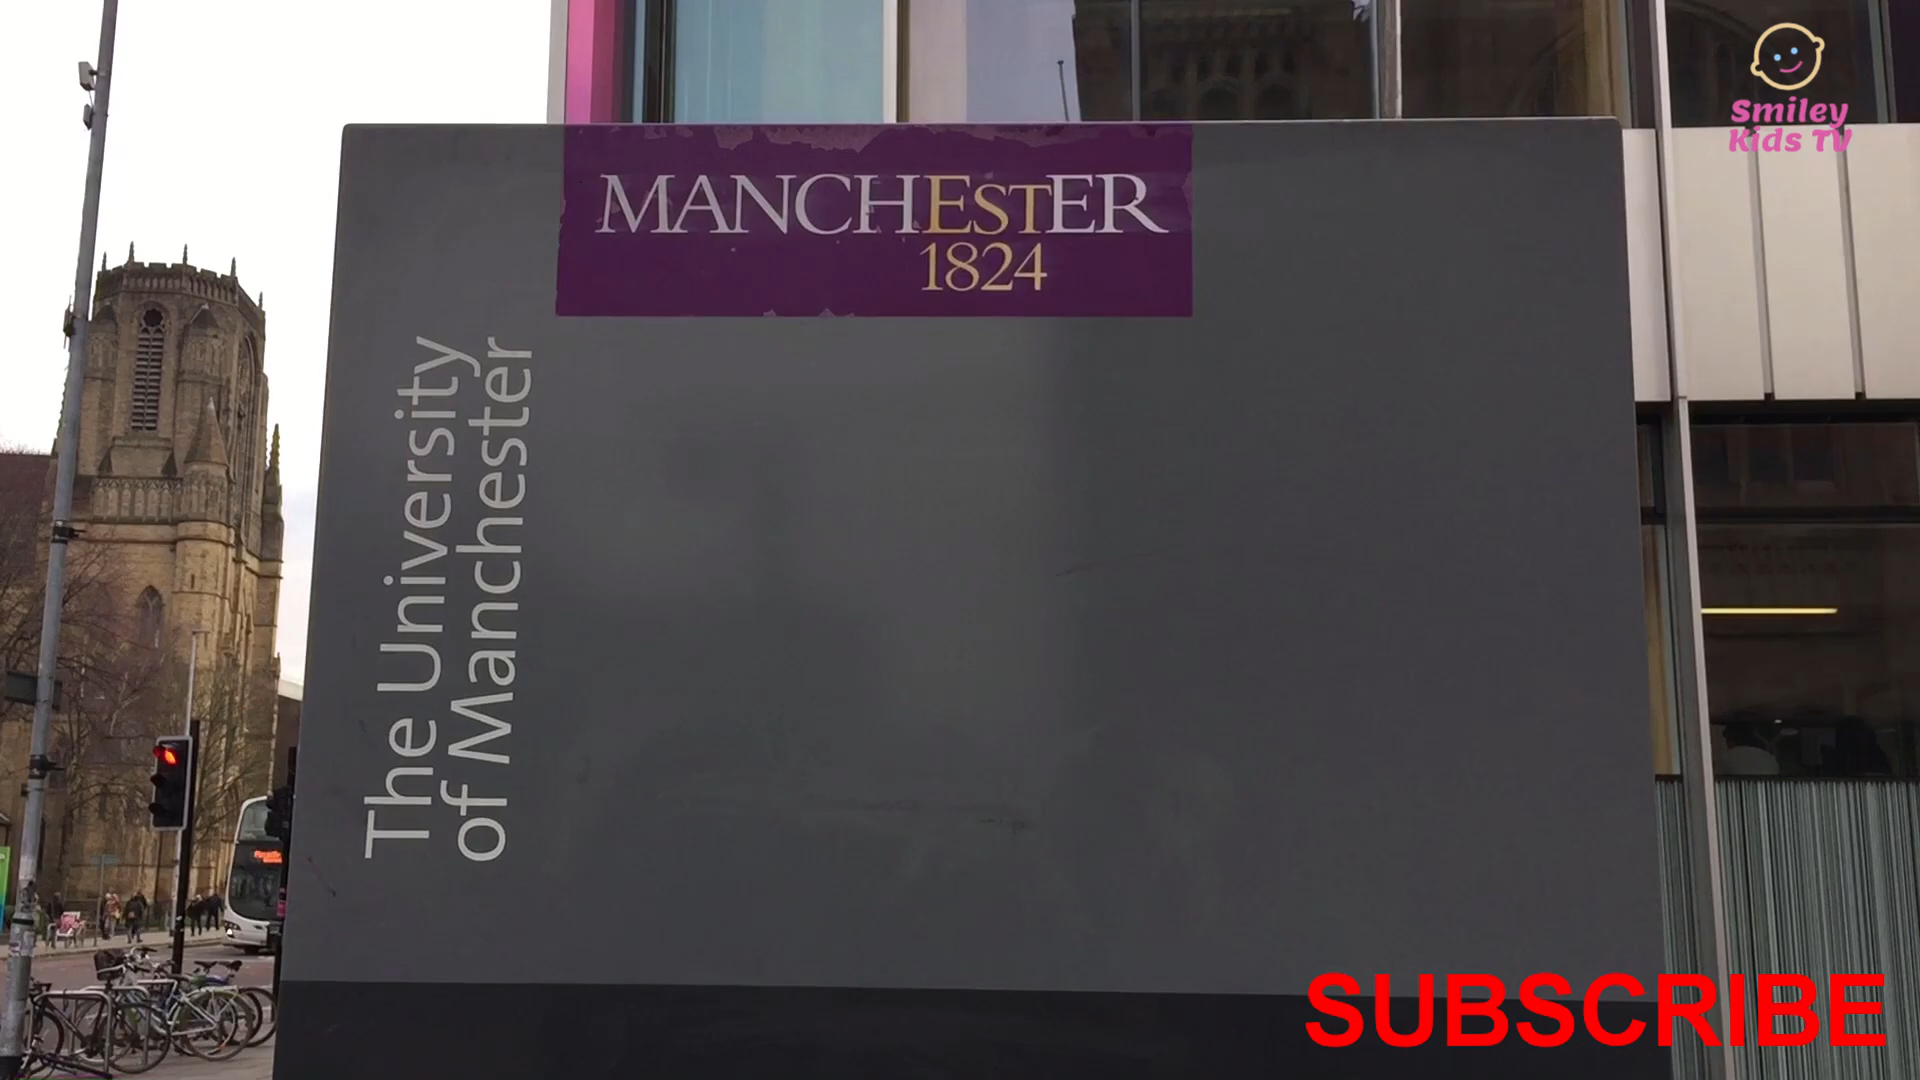 Smiley
Kids TV
MANCHESTER
1824
The University
of Manchester
SUBSCRIBE